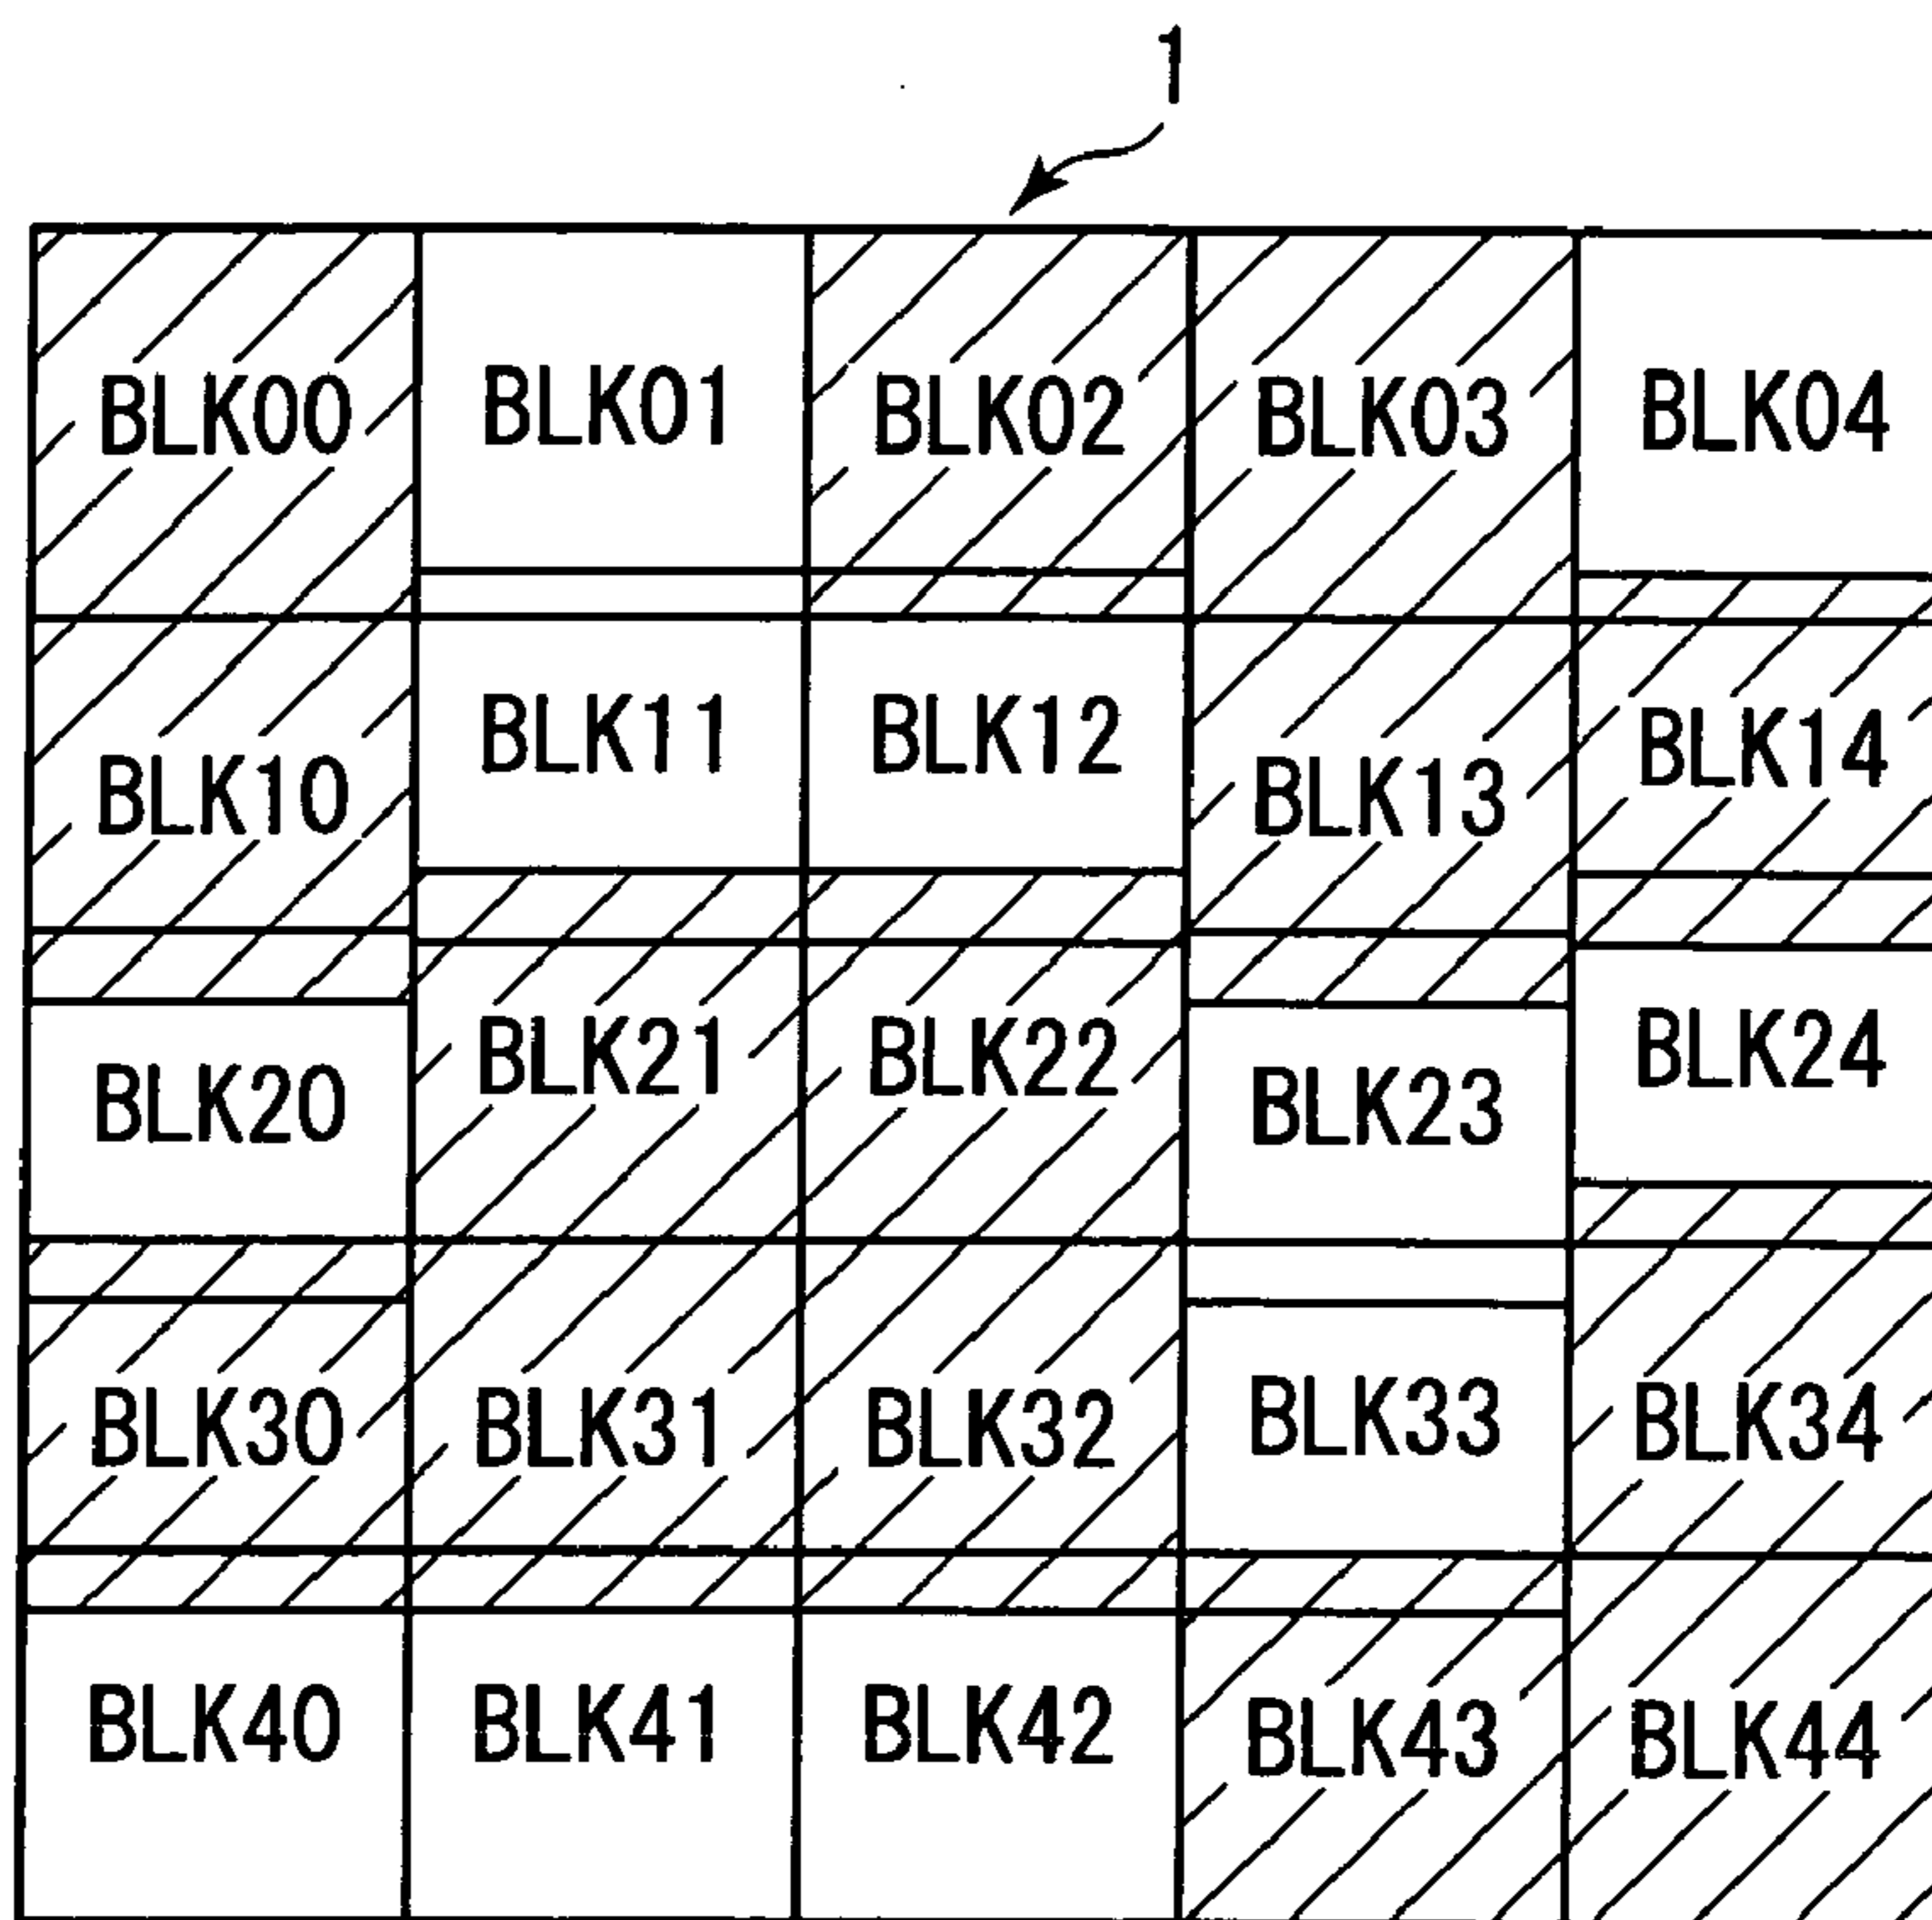 1
BLK00 BLK01 BLK02 BLK03 BLK04
BLK10 BLK11 BLK12 BLK13 BLK14
BLK20 BLK21 BLK22 BLK23 BLK24
BLK30 BLK31 BLK32 BLK33 BLK34
BLK40 BLK41 BLK42 BLK43 BLK44